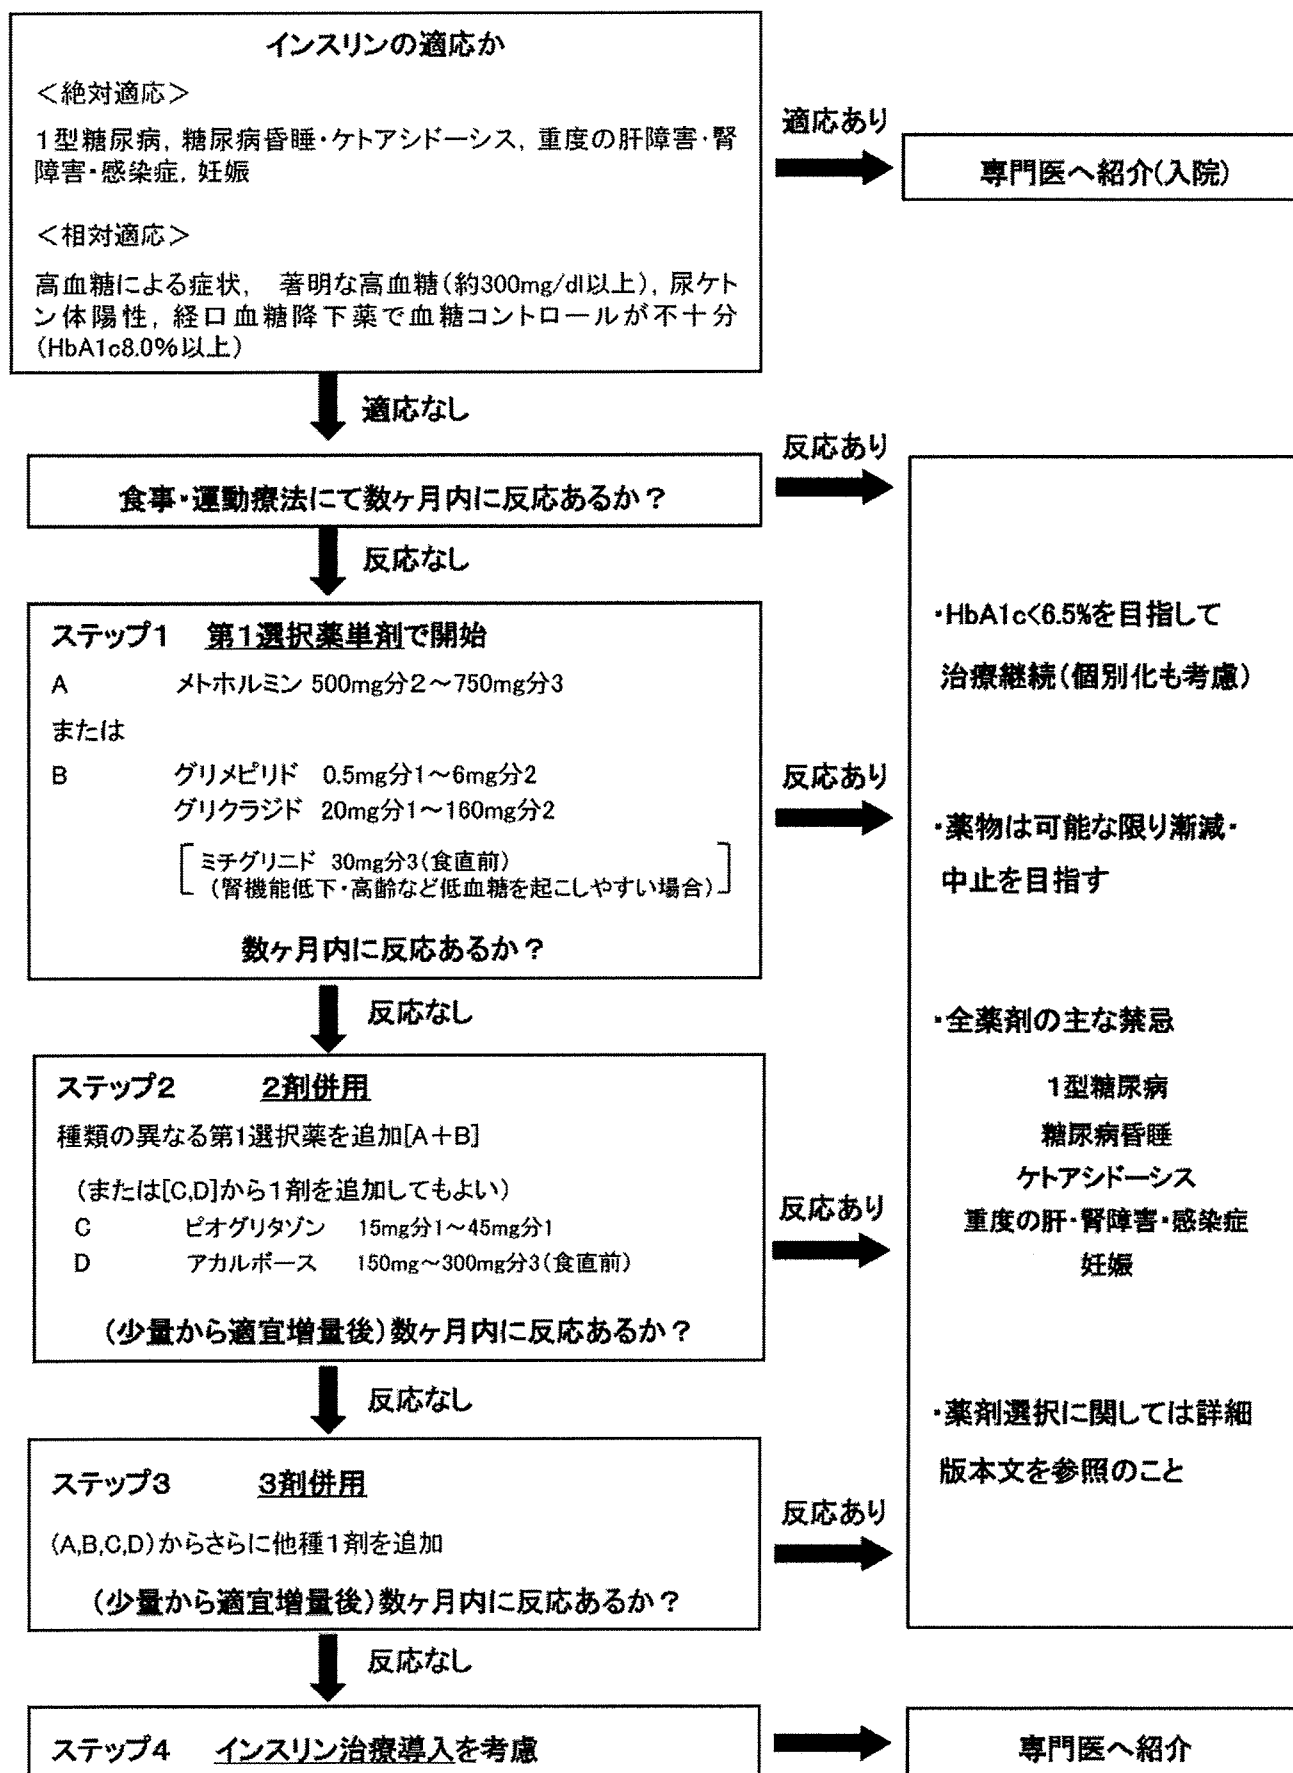 インスリンの適応か
＜絶対適応＞
1型糖尿病, 糖尿病昏睡・ケトアシドーシス, 重度の肝障害・腎
障害・感染症, 妊娠
＜相対適応＞
高血糖による症状, 著明な高血糖(約300mg/dl以上), 尿ケト
ン体陽性, 経口血糖降下薬で血糖コントロールが不十分
(HbA1c8.0%以上)
適応あり
専門医へ紹介(入院)
適応なし
食事・運動療法にて数ヶ月内に反応あるか？
反応あり
反応なし
ステップ1 第1選択薬単剤で開始
A メトホルミン 500mg分2～750mg分3
または
B グリメピリド 0.5mg分1～6mg分2
グリクラジド 20mg分1～160mg分2
[ミチグリニド 30mg分3(食直前)
(腎機能低下・高齢など低血糖を起こしやすい場合)]
数ヶ月内に反応あるか？
反応あり
反応なし
ステップ2 2剤併用
種類の異なる第1選択薬を追加[A+B]
(または[C,D]から1剤を追加してもよい)
C ピオグリタゾン 15mg分1～45mg分1
D アカルボース 150mg～300mg分3(食直前)
(少量から適宜増量後)数ヶ月内に反応あるか？
反応あり
反応なし
ステップ3 3剤併用
(A,B,C,D)からさらに他種1剤を追加
(少量から適宜増量後)数ヶ月内に反応あるか？
反応あり
反応なし
ステップ4 インスリン治療導入を考慮
専門医へ紹介
・HbA1c<6.5%を目指して
治療継続(個別化も考慮)
・薬物は可能な限り漸減・
中止を目指す
・全薬剤の主な禁忌
1型糖尿病
糖尿病昏睡
ケトアシドーシス
重度の肝・腎障害・感染症
妊娠
・薬剤選択に関しては詳細
版本文を参照のこと